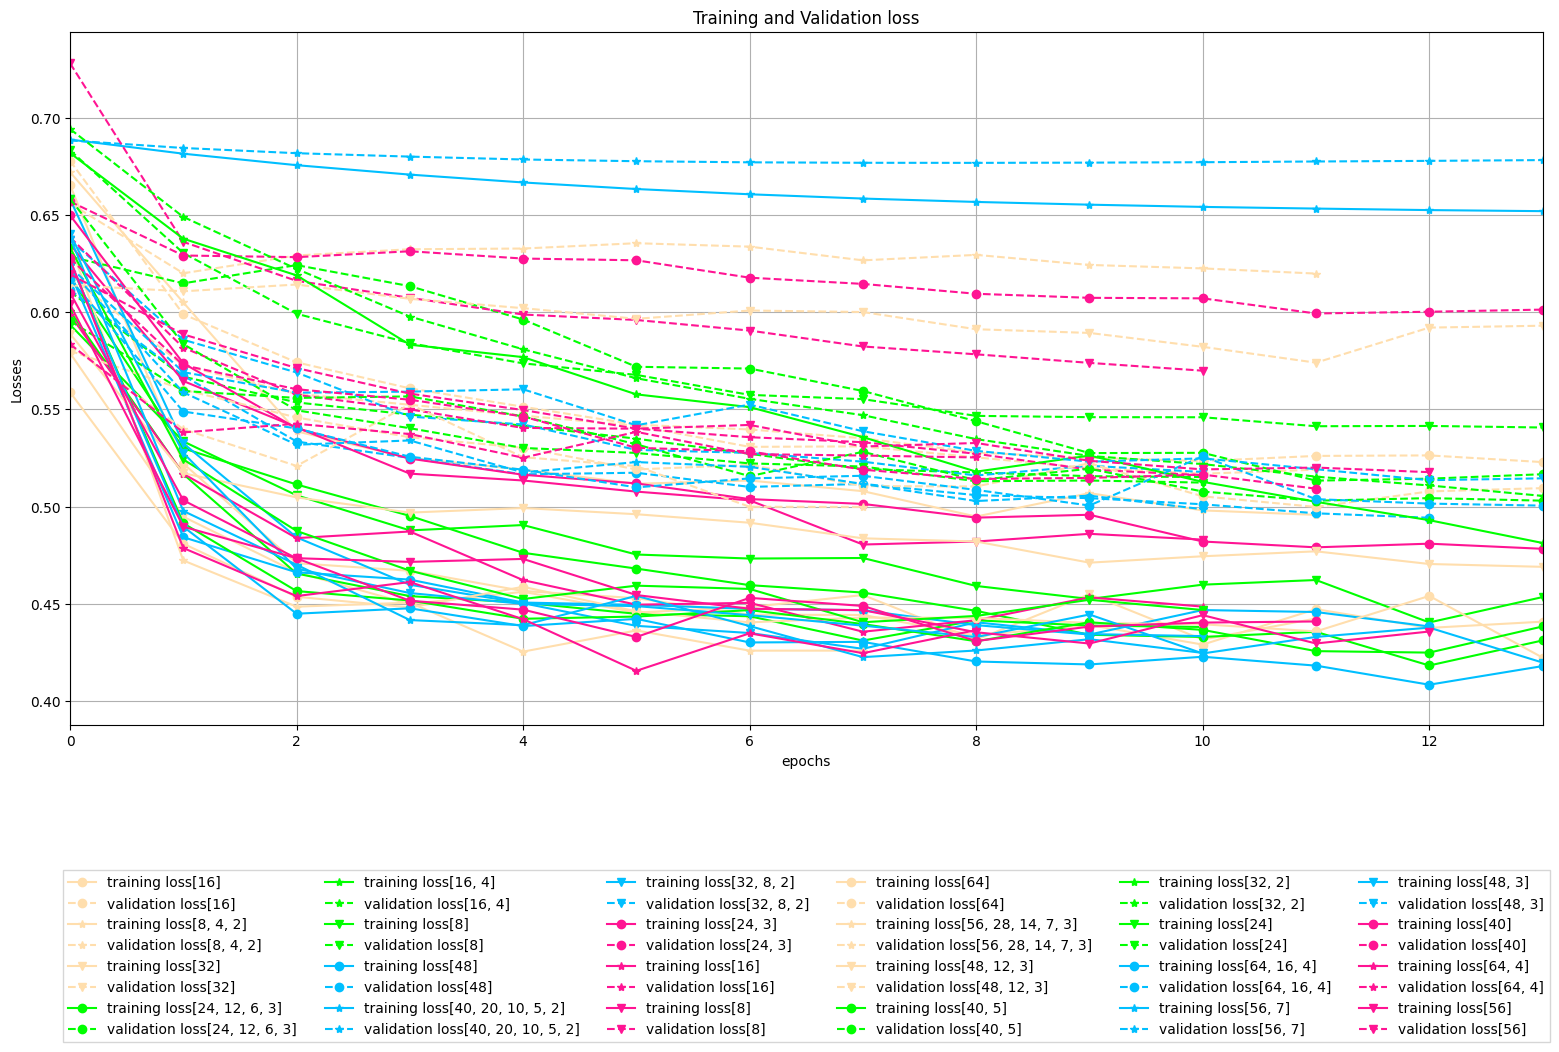 Training and Validation loss
Losses
0.70
0.65
0.60
0.55
0.50
0.45
0.40
0 2 4 6 8 10 12
epochs
training loss[16]
validation loss[16]
training loss[8, 4, 2]
validation loss[8, 4, 2]
training loss[32]
validation loss[32]
training loss[24, 12, 6, 3]
validation loss[24, 12, 6, 3]
training loss[16, 4]
validation loss[16, 4]
training loss[8]
validation loss[8]
training loss[48]
validation loss[48]
training loss[40, 20, 10, 5, 2]
validation loss[40, 20, 10, 5, 2]
training loss[32, 8, 2]
validation loss[32, 8, 2]
training loss[24, 3]
validation loss[24, 3]
training loss[16]
validation loss[16]
training loss[8]
validation loss[8]
training loss[64]
validation loss[64]
training loss[56, 28, 14, 7, 3]
validation loss[56, 28, 14, 7, 3]
training loss[48, 12, 3]
validation loss[48, 12, 3]
training loss[40, 5]
validation loss[40, 5]
training loss[32, 2]
validation loss[32, 2]
training loss[24]
validation loss[24]
training loss[64, 16, 4]
validation loss[64, 16, 4]
training loss[56, 7]
validation loss[56, 7]
training loss[48, 3]
validation loss[48, 3]
training loss[40]
validation loss[40]
training loss[64, 4]
validation loss[64, 4]
training loss[56]
validation loss[56]